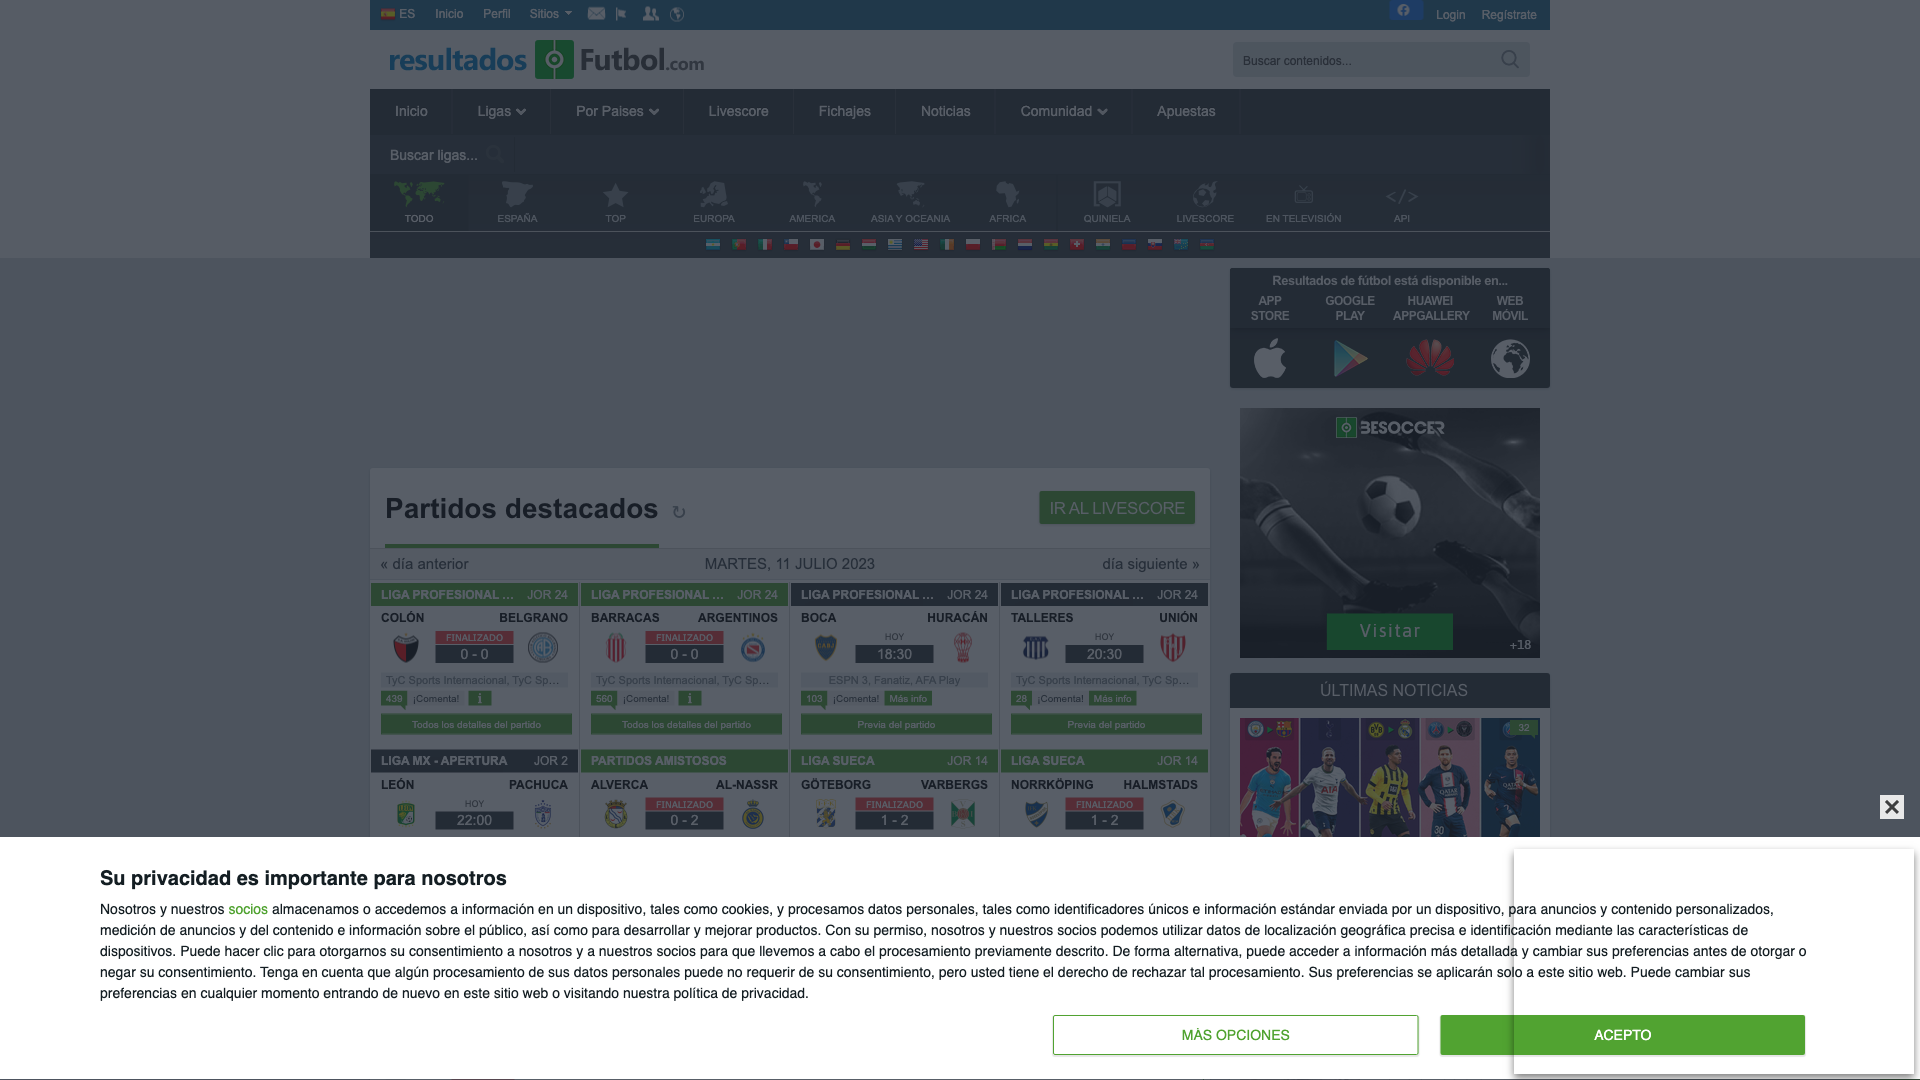 ES Inicio Perfil Sitios Login Regístrate
resultados Futbol.com
Buscar contenidos...
Inicio Ligas Por Paises Livescore Fichajes Noticias Comunidad Apuestas
Buscar ligas...
TODO ESPAÑA TOP EUROPA AMERICA ASIA Y OCEANIA AFRICA QUINIELA LIVESCORE EN TELEVISIÓN API
Resultados de fútbol está disponible en...
APP STORE GOOGLE PLAY HUAWEI APPGALLERY WEB MÓVIL
BESOCCER
Visitar
+18
Partidos destacados ↻ IR AL LIVESCORE
« día anterior MARTES, 11 JULIO 2023 día siguiente »
LIGA PROFESIONAL ... JOR 24 LIGA PROFESIONAL ... JOR 24 LIGA PROFESIONAL ... JOR 24 LIGA PROFESIONAL ... JOR 24
COLÓN BELGRANO BARRACAS ARGENTINOS BOCA HURACÁN TALLERES UNIÓN
FINALIZADO FINALIZADO HOY HOY
0 - 0 0 - 0 18:30 20:30
TyC Sports Internacional, TyC Sp... TyC Sports Internacional, TyC Sp... ESPN 3, Fanatiz, AFA Play TyC Sports Internacional, TyC Sp...
439 ¡Comenta! i 560 ¡Comenta! i 103 ¡Comenta! Más info 28 ¡Comenta! Más info
Todos los detalles del partido Todos los detalles del partido Previa del partido Previa del partido
ÚLTIMAS NOTICIAS
32
LIGA MX - APERTURA JOR 2 PARTIDOS AMISTOSOS LIGA SUECA JOR 14 LIGA SUECA JOR 14
LEÓN PACHUCA ALVERCA AL-NASSR GÖTEBORG VARBERGS NORRKÖPING HALMSTADS
HOY FINALIZADO FINALIZADO FINALIZADO
22:00 0 - 2 1 - 2 1 - 2
Su privacidad es importante para nosotros
Nosotros y nuestros socios almacenamos o accedemos a información en un dispositivo, tales como cookies, y procesamos datos personales, tales como identificadores únicos e información estándar enviada por un dispositivo, para anuncios y contenido personalizados,
medición de anuncios y del contenido e información sobre el público, así como para desarrollar y mejorar productos. Con su permiso, nosotros y nuestros socios podemos utilizar datos de localización geográfica precisa e identificación mediante las características de
dispositivos. Puede hacer clic para otorgarnos su consentimiento a nosotros y a nuestros socios para que llevemos a cabo el procesamiento previamente descrito. De forma alternativa, puede acceder a información más detallada y cambiar sus preferencias antes de otorgar o
negar su consentimiento. Tenga en cuenta que algún procesamiento de sus datos personales puede no requerir de su consentimiento, pero usted tiene el derecho de rechazar tal procesamiento. Sus preferencias se aplicarán solo a este sitio web. Puede cambiar sus
preferencias en cualquier momento entrando de nuevo en este sitio web o visitando nuestra política de privacidad.
MÁS OPCIONES ACEPTO